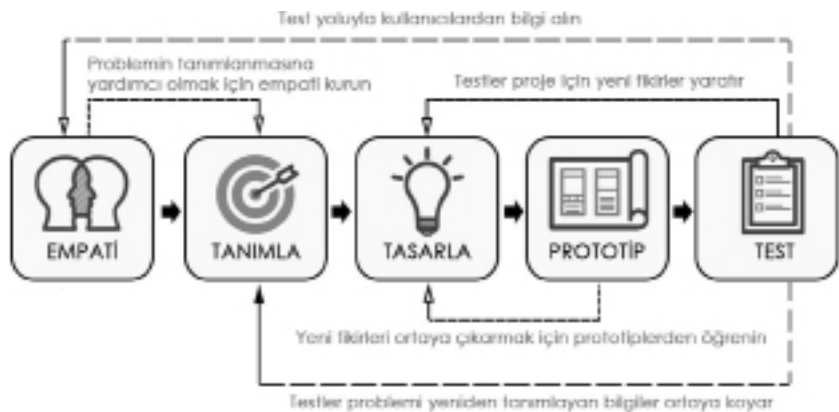 Test yoluyla kullanıcılardan bilgi alın
Problemin tanımlanmasına
yardımcı olmak için empati kurun
Testler proje için yeni fikirler yaratır
EMPATİ
TANIMLA
TASARLA
PROTOTİP
TEST
Yeni fikirleri ortaya çıkarmak için prototiplerden öğrenin
Testler problemi yeniden tanımlayan bilgiler ortaya koyar